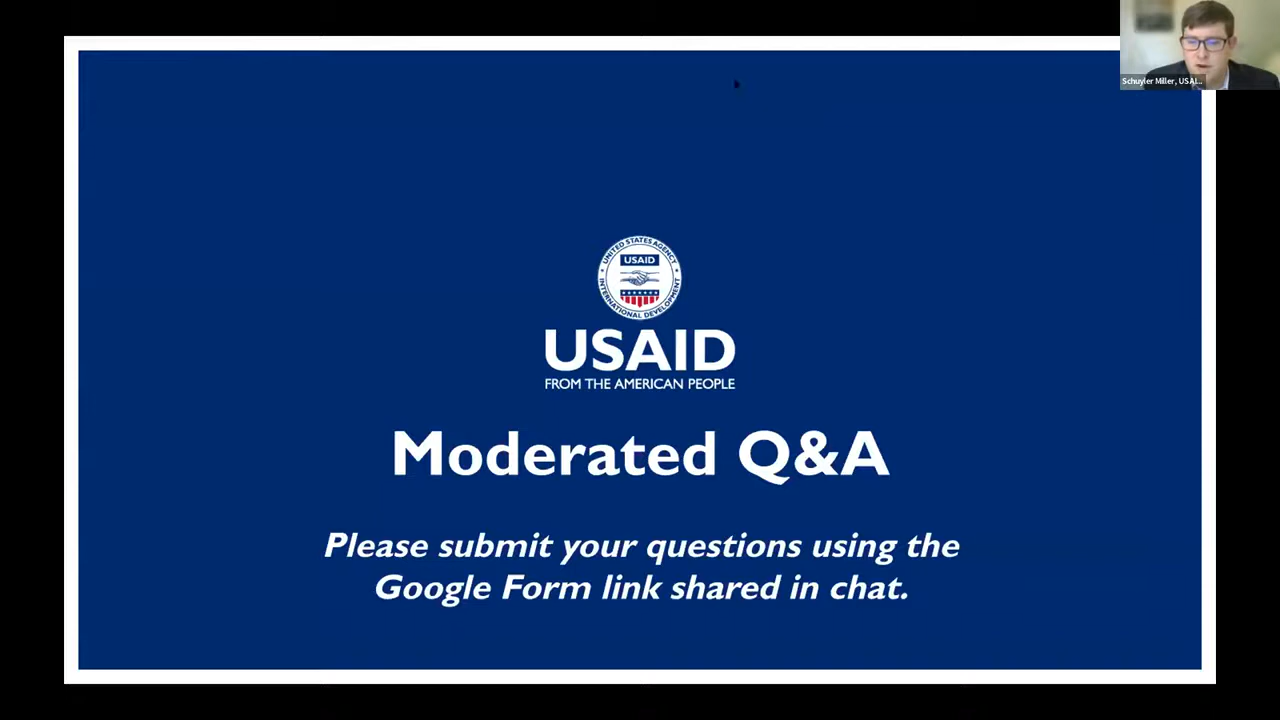 Schuyler Miller, USAI...
UNITED STATES AGENCY
USAID
INTERNATIONAL DEVELOPMENT
USAID
FROM THE AMERICAN PEOPLE
Moderated Q&A
Please submit your questions using the
Google Form link shared in chat.